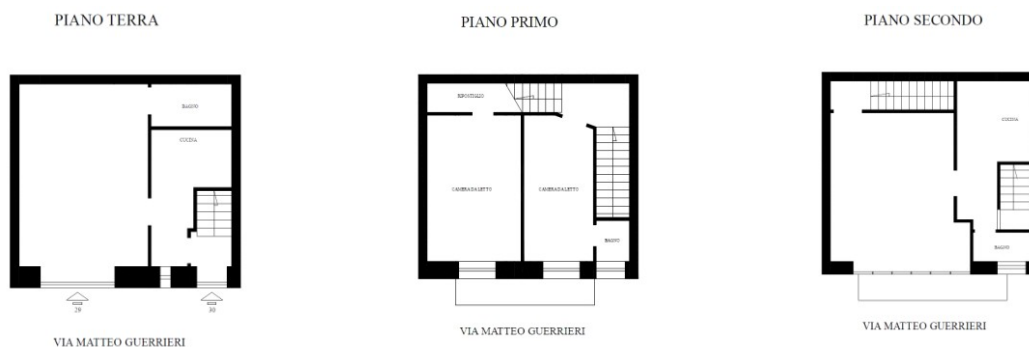 PIANO TERRA
BAGNO
CUCINA
29
30
VIA MATTEO GUERRIERI
PIANO PRIMO
RIPOSTIGLIO
CAMERA DA LETTO
CAMERA DA LETTO
BAGNO
VIA MATTEO GUERRIERI
PIANO SECONDO
CUCINA
BAGNO
VIA MATTEO GUERRIERI